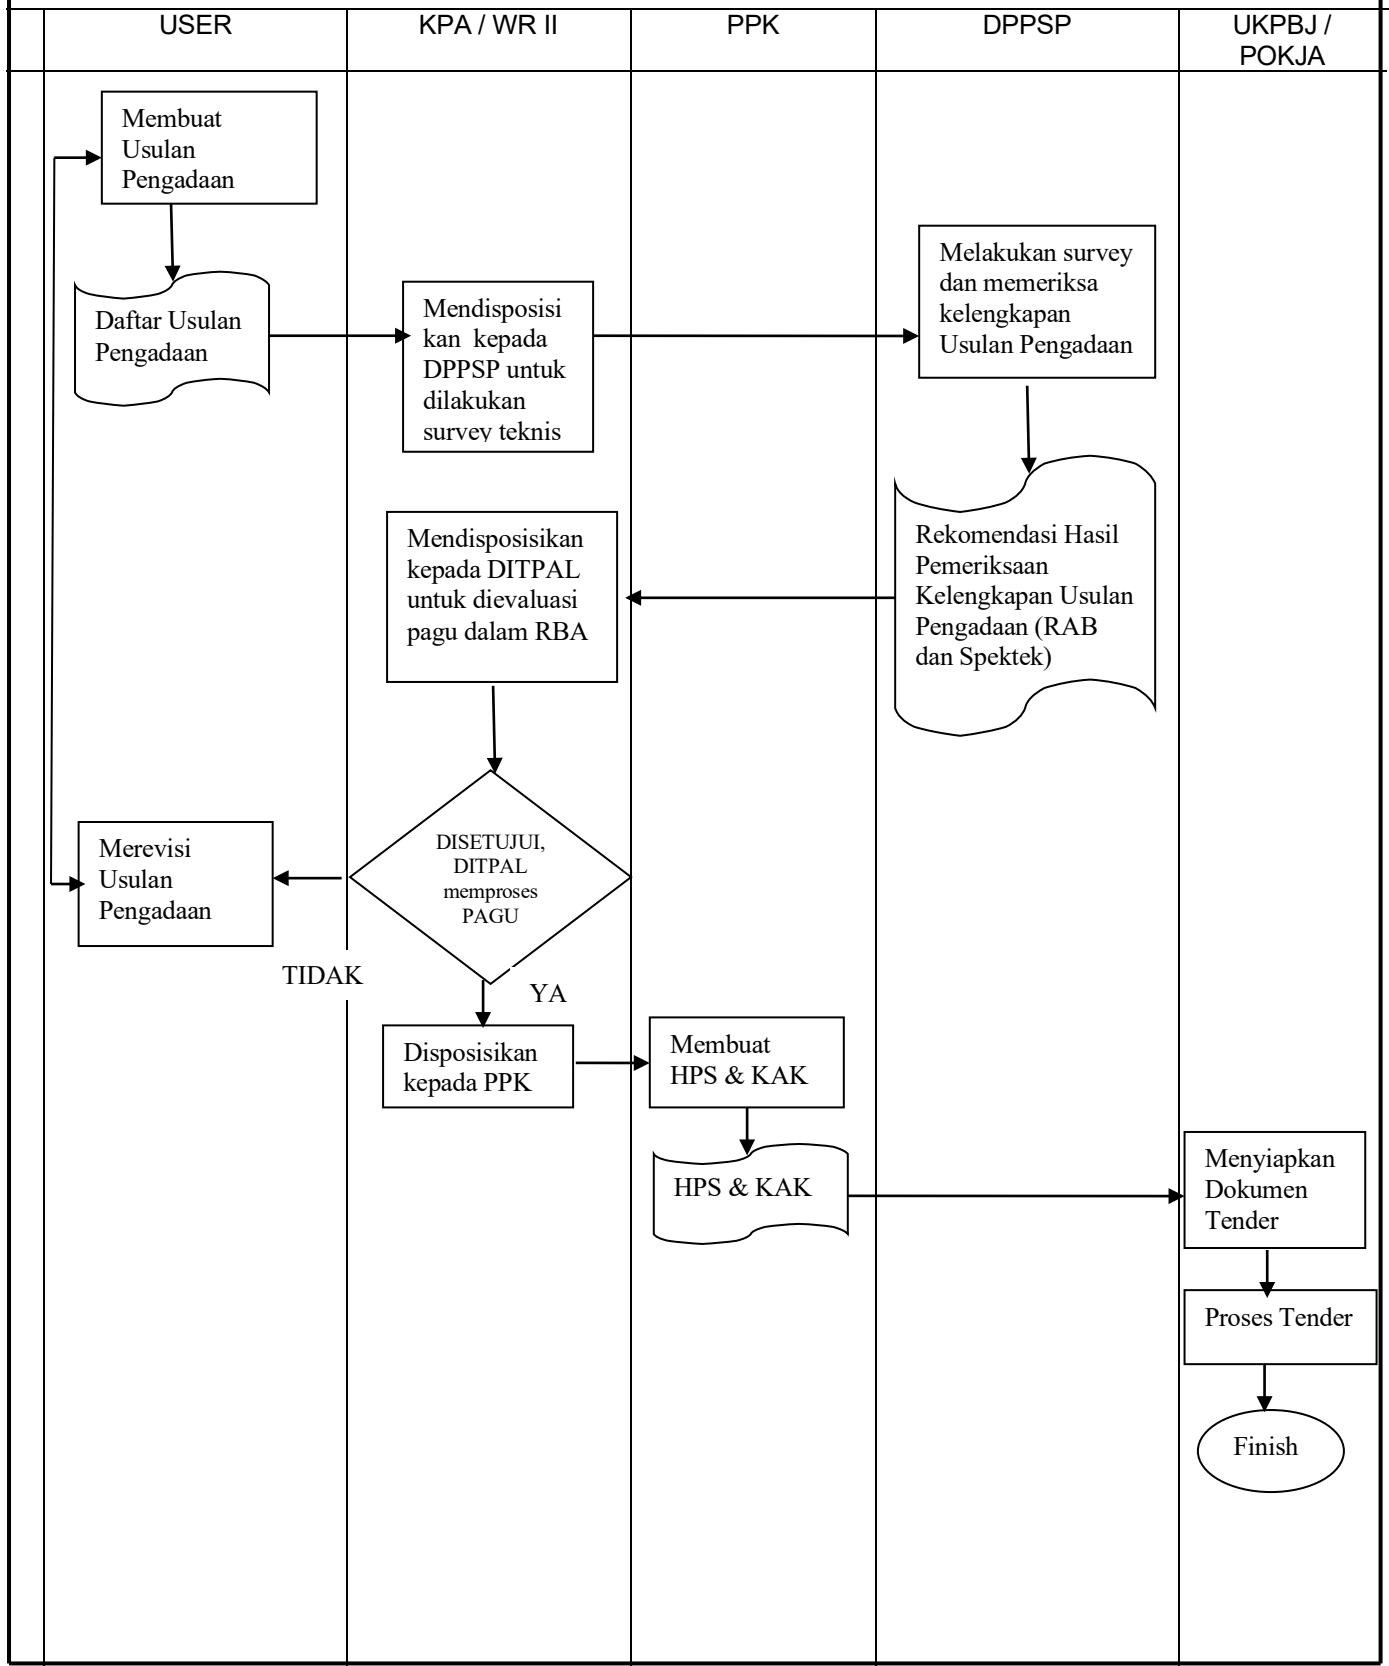 USER
KPA / WR II
PPK
DPPSP
UKPBJ /
POKJA
Membuat
Usulan
Pengadaan
Daftar Usulan
Pengadaan
Mendisposisi
kan kepada
DPPSP untuk
dilakukan
survey teknis
Melakukan survey
dan memeriksa
kelengkapan
Usulan Pengadaan
Rekomendasi Hasil
Pemeriksaan
Kelengkapan Usulan
Pengadaan (RAB
dan Spektek)
Mendisposisikan
kepada DITPAL
untuk dievaluasi
pagu dalam RBA
DISETUJUI,
DITPAL
memproses
PAGU
Merevisi
Usulan
Pengadaan
TIDAK
YA
Disposisikan
kepada PPK
Membuat
HPS & KAK
HPS & KAK
Menyiapkan
Dokumen
Tender
Proses Tender
Finish